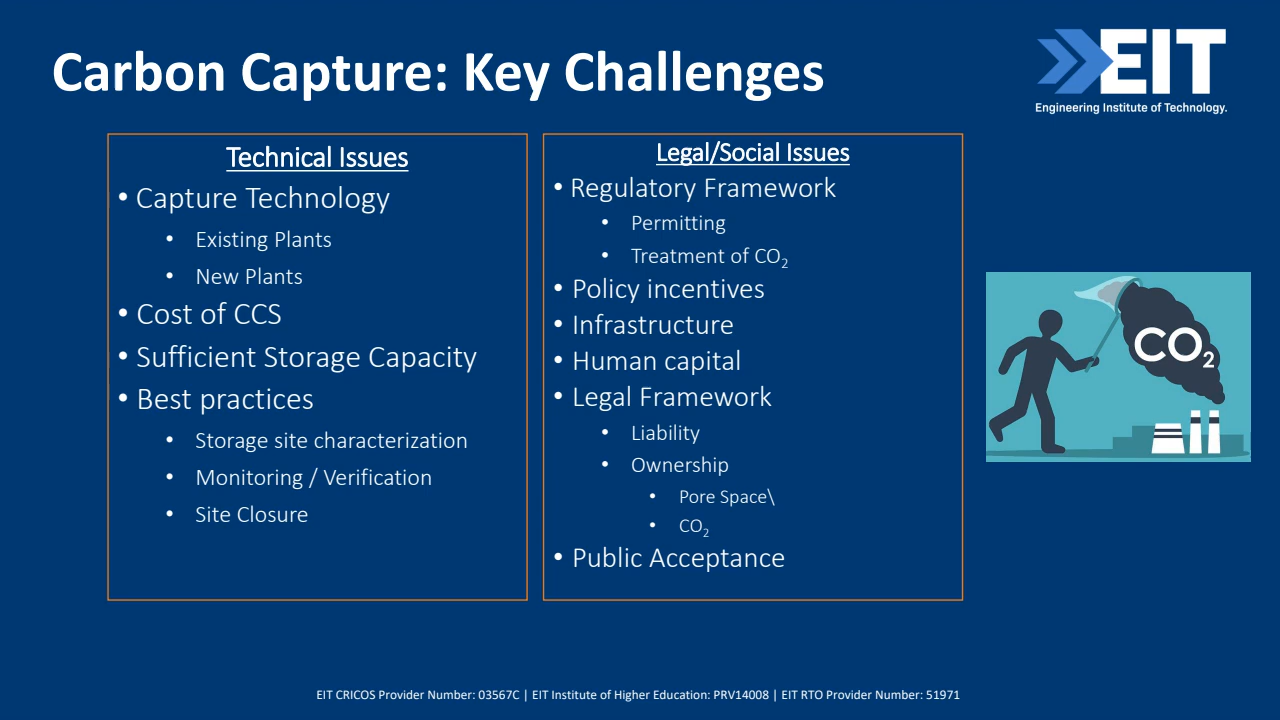 Carbon Capture: Key Challenges
EIT
Engineering Institute of Technology.
Technical Issues
• Capture Technology
• Existing Plants
• New Plants
• Cost of CCS
• Sufficient Storage Capacity
• Best practices
• Storage site characterization
• Monitoring / Verification
• Site Closure
Legal/Social Issues
• Regulatory Framework
• Permitting
• Treatment of CO₂
• Policy incentives
• Infrastructure
• Human capital
• Legal Framework
• Liability
• Ownership
• Pore Space\
• CO₂
• Public Acceptance
CO₂
EIT CRICOS Provider Number: 03567C | EIT Institute of Higher Education: PRV14008 | EIT RTO Provider Number: 51971